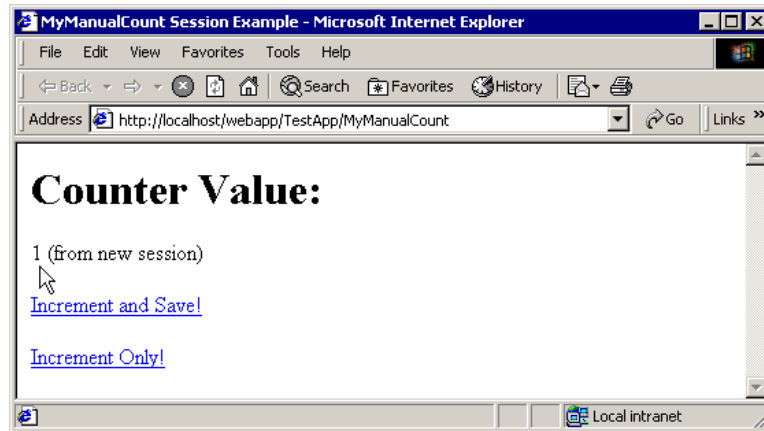 MyManualCount Session Example - Microsoft Internet Explorer
File Edit View Favorites Tools Help
Back Search Favorites History
Address http://localhost/webapp/TestApp/MyManualCount Go Links »
Counter Value:
1 (from new session)
Increment and Save!
Increment Only!
Local intranet